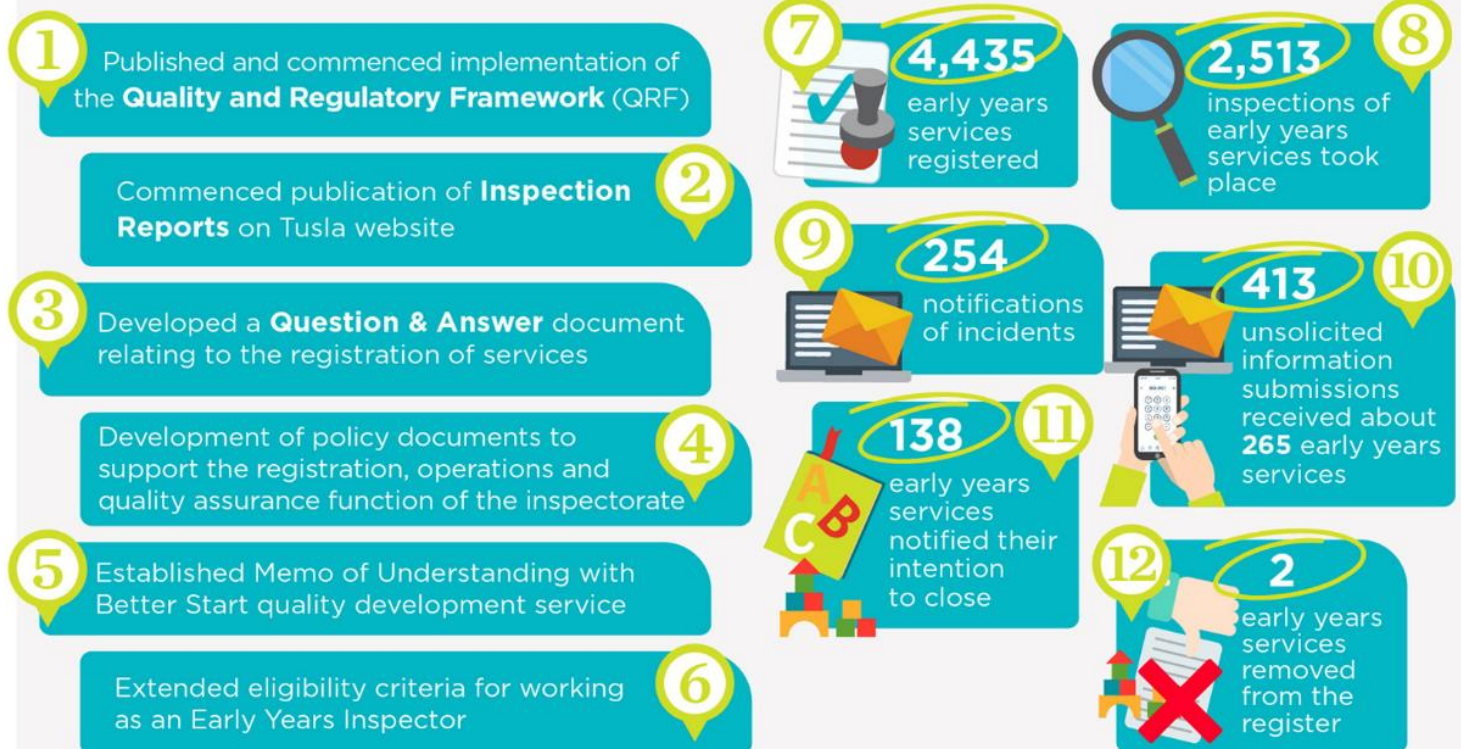 1
Published and commenced implementation of
the Quality and Regulatory Framework (QRF)
2
Commenced publication of Inspection
Reports on Tusla website
3
Developed a Question & Answer document
relating to the registration of services
4
Development of policy documents to
support the registration, operations and
quality assurance function of the inspectorate
5
Established Memo of Understanding with
Better Start quality development service
6
Extended eligibility criteria for working
as an Early Years Inspector
7
4,435
early years
services
registered
8
2,513
inspections of
early years
services took
place
9
254
notifications
of incidents
10
413
unsolicited
information
submissions
received about
265 early years
services
11
138
early years
services
notified their
intention
to close
A
B
C
12
2
early years
services
removed
from the
register